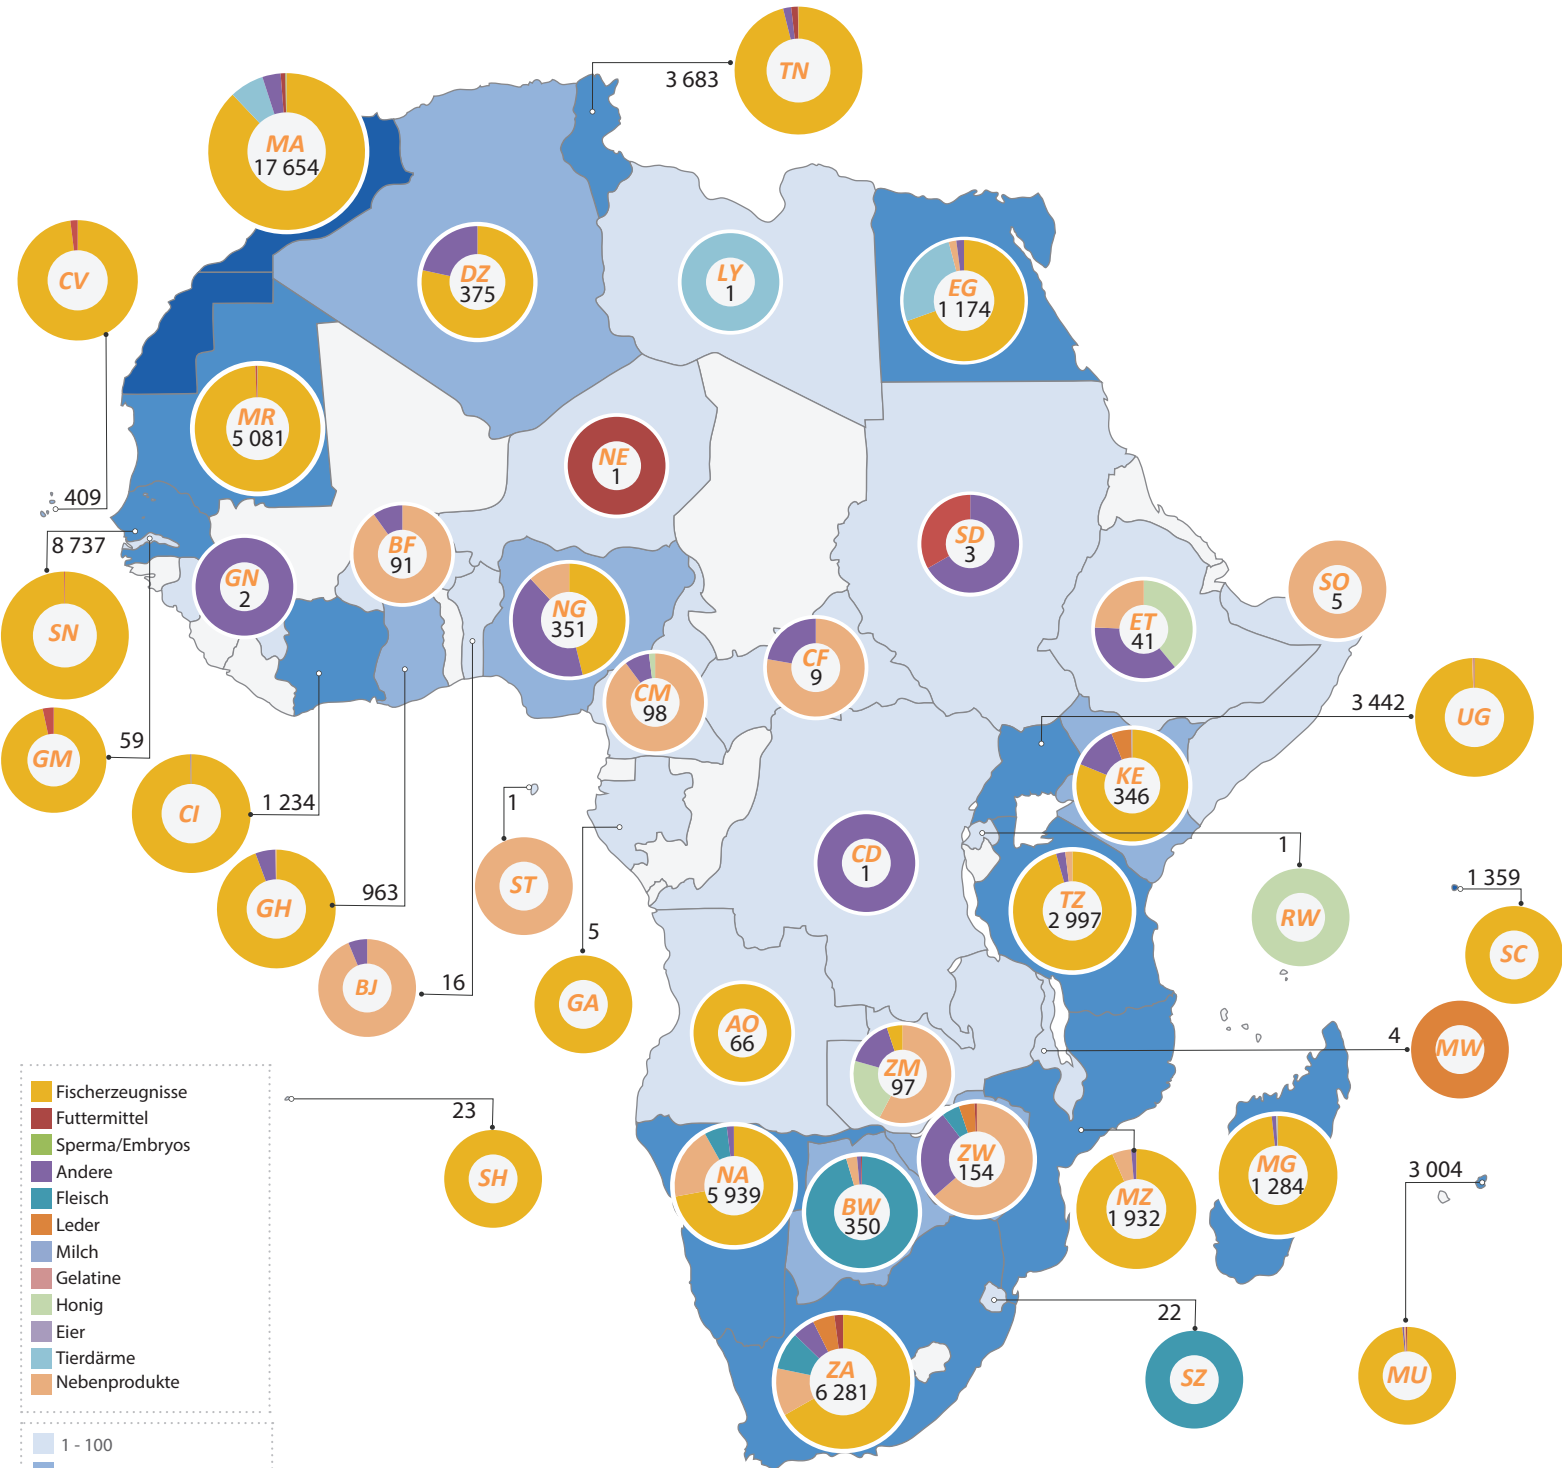 TN
3 683
MA
17 654
CV
DZ
375
LY
1
EG
1 174
MR
5 081
NE
1
409
8 737
SN
GN
2
BF
91
NG
351
SD
3
ET
41
SO
5
CM
98
CF
9
3 442
UG
GM
59
CI
1 234
KE
346
1
ST
GH
963
CD
1
TZ
2 997
1
RW
1 359
SC
BJ
16
5
GA
AO
66
ZM
97
4
MW
23
SH
NA
5 939
BW
350
ZW
154
MZ
1 932
MG
1 284
3 004
MU
ZA
6 281
22
SZ
Fischerzeugnisse
Futtermittel
Sperma/Embryos
Andere
Fleisch
Leder
Milch
Gelatine
Honig
Eier
Tierdärme
Nebenprodukte
1 - 100